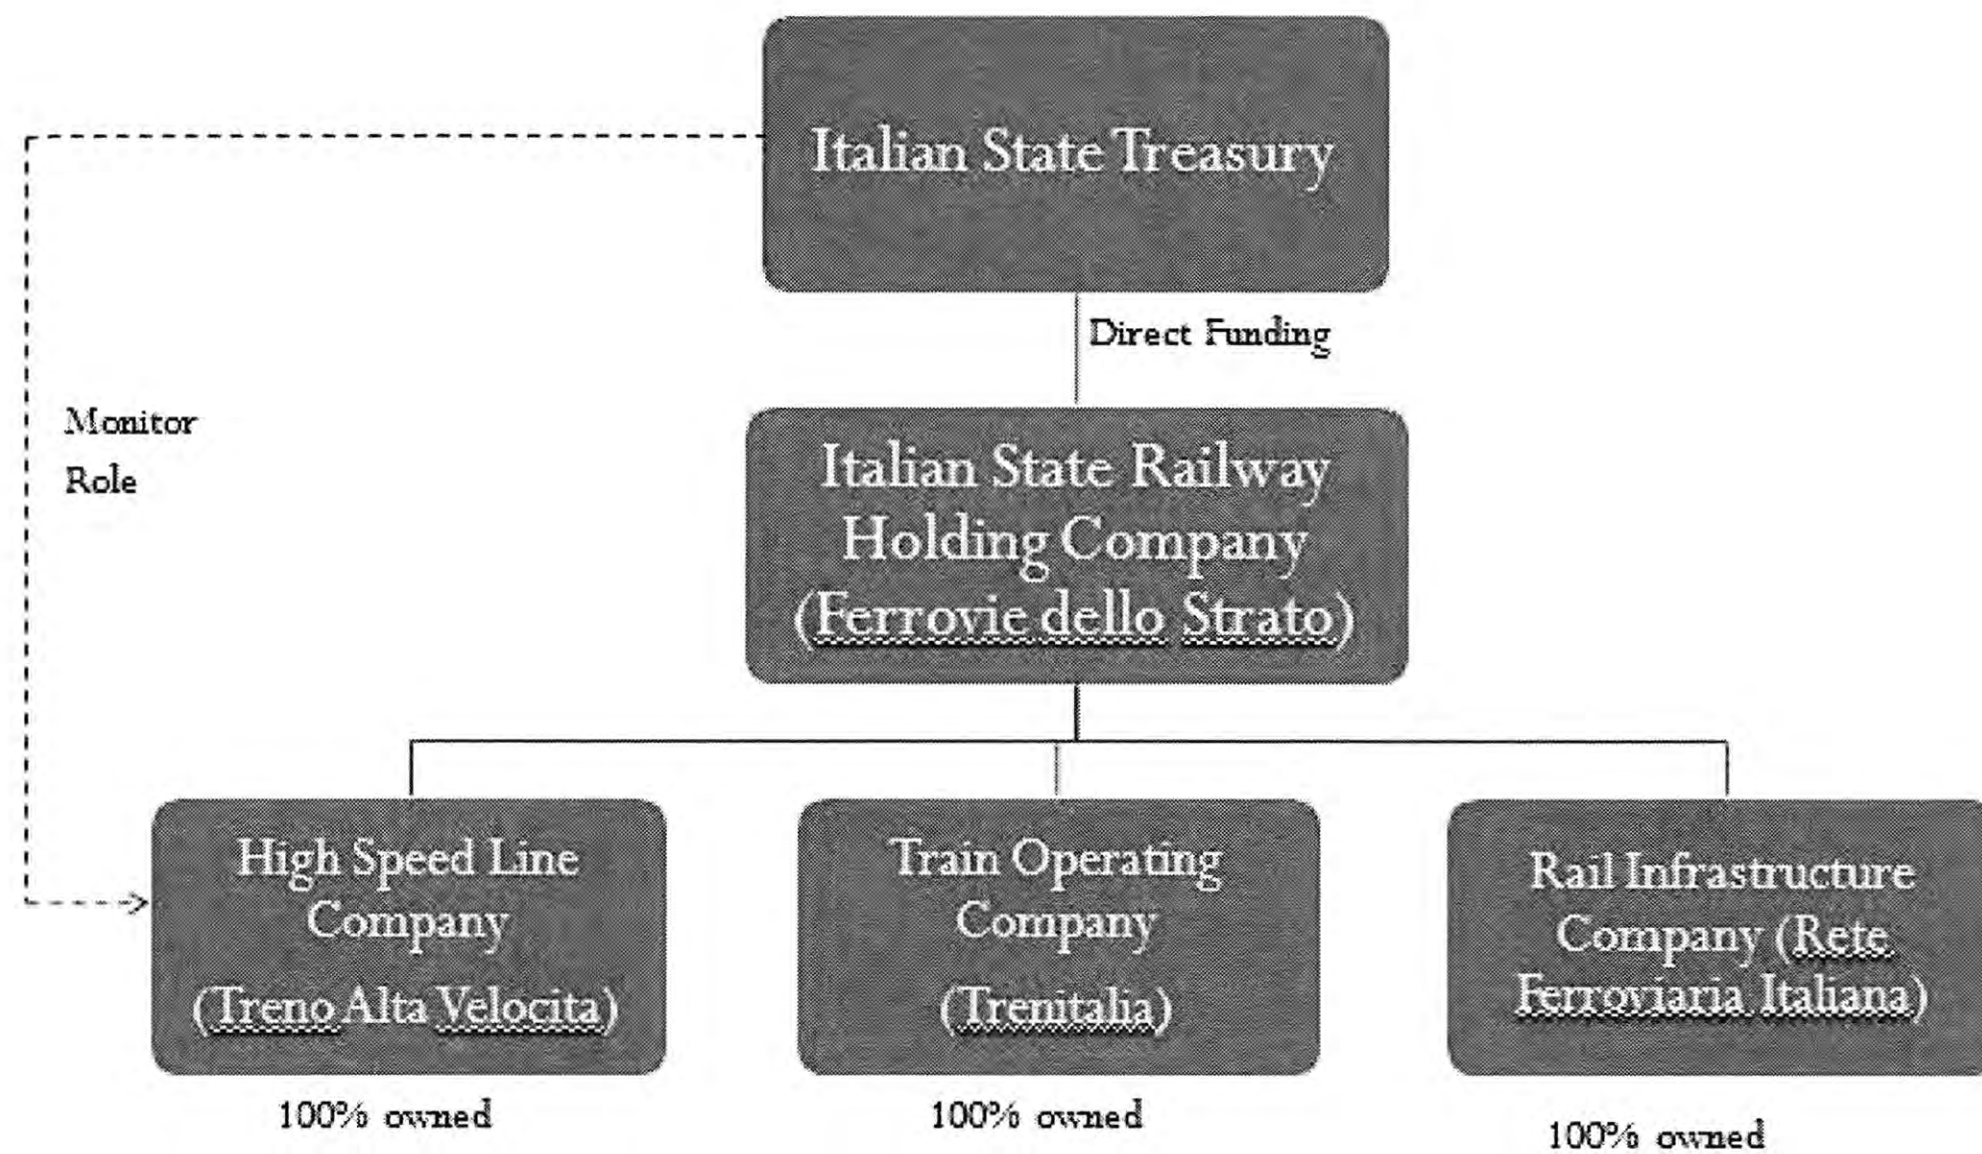 Italian State Treasury
Direct Funding
Monitor
Role
Italian State Railway
Holding Company
(Ferrovie dello Strato)
High Speed Line
Company
(Treno Alta Velocita)
Train Operating
Company
(Trenitalia)
Rail Infrastructure
Company (Rete
Ferroviaria Italiana)
100% owned
100% owned
100% owned